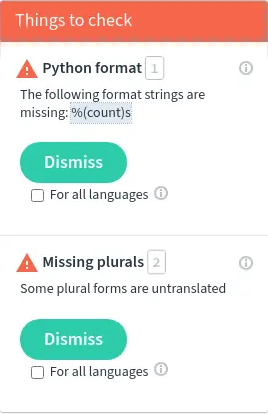 Things to check
Python format 1
The following format strings are
missing: %(count)s
Dismiss
For all languages
Missing plurals 2
Some plural forms are untranslated
Dismiss
For all languages